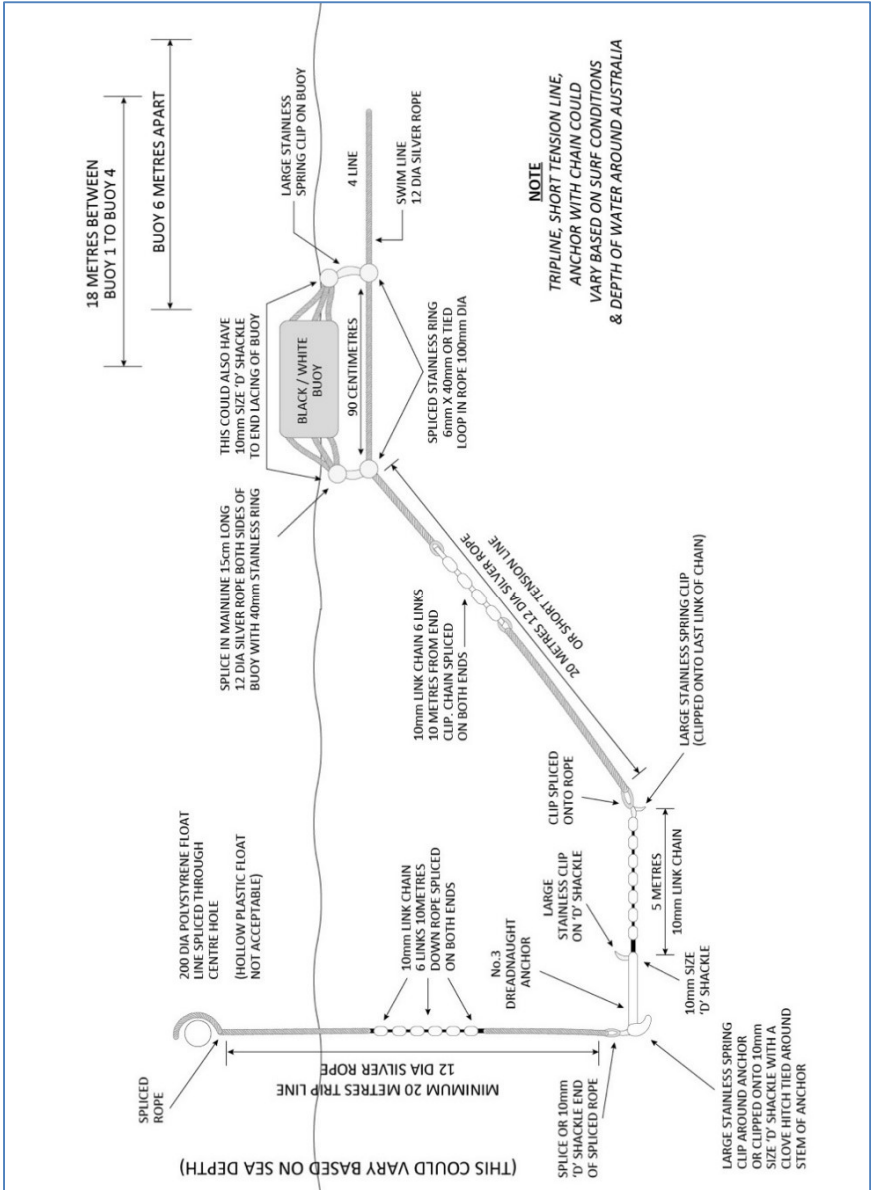 18 METRES BETWEEN
BUOY 1 TO BUOY 4
BUOY 6 METRES APART
THIS COULD ALSO HAVE
10mm SIZE 'D' SHACKLE
TO END LACING OF BUOY
LARGE STAINLESS
SPRING CLIP ON BUOY
SPLICE IN MAINLINE 15cm LONG
12 DIA SILVER ROPE BOTH SIDES OF
BUOY WITH 40mm STAINLESS RING
BLACK / WHITE
BUOY
90 CENTIMETRES
4 LINE
SWIM LINE
12 DIA SILVER ROPE
SPLICED STAINLESS RING
6mm X 40mm OR TIED
LOOP IN ROPE 100mm DIA
NOTE
TRIPLINE, SHORT TENSION LINE,
ANCHOR WITH CHAIN COULD
VARY BASED ON SURF CONDITIONS
& DEPTH OF WATER AROUND AUSTRALIA
10mm LINK CHAIN 6 LINKS
10 METRES FROM END
CLIP. CHAIN SPLICED
ON BOTH ENDS
20 METRES 12 DIA SILVER ROPE
OR SHORT TENSION LINE
200 DIA POLYSTYRENE FLOAT
LINE SPLICED THROUGH
CENTRE HOLE
(HOLLOW PLASTIC FLOAT
NOT ACCEPTABLE)
SPLICED
ROPE
10mm LINK CHAIN
6 LINKS 10METRES
DOWN ROPE SPLICED
ON BOTH ENDS
MINIMUM 20 METRES TRIP LINE
12 DIA SILVER ROPE
(THIS COULD VARY BASED ON SEA DEPTH)
No.3
DREADNAUGHT
ANCHOR
LARGE
STAINLESS CLIP
ON 'D' SHACKLE
CLIP SPLICED
ONTO ROPE
5 METRES
10mm LINK CHAIN
LARGE STAINLESS SPRING CLIP
(CLIPPED ONTO LAST LINK OF CHAIN)
10mm SIZE
'D' SHACKLE
SPLICE OR 10mm
'D' SHACKLE END
OF SPLICED ROPE
LARGE STAINLESS SPRING
CLIP AROUND ANCHOR
OR CLIPPED ONTO 10mm
SIZE 'D' SHACKLE WITH A
CLOVE HITCH TIED AROUND
STEM OF ANCHOR